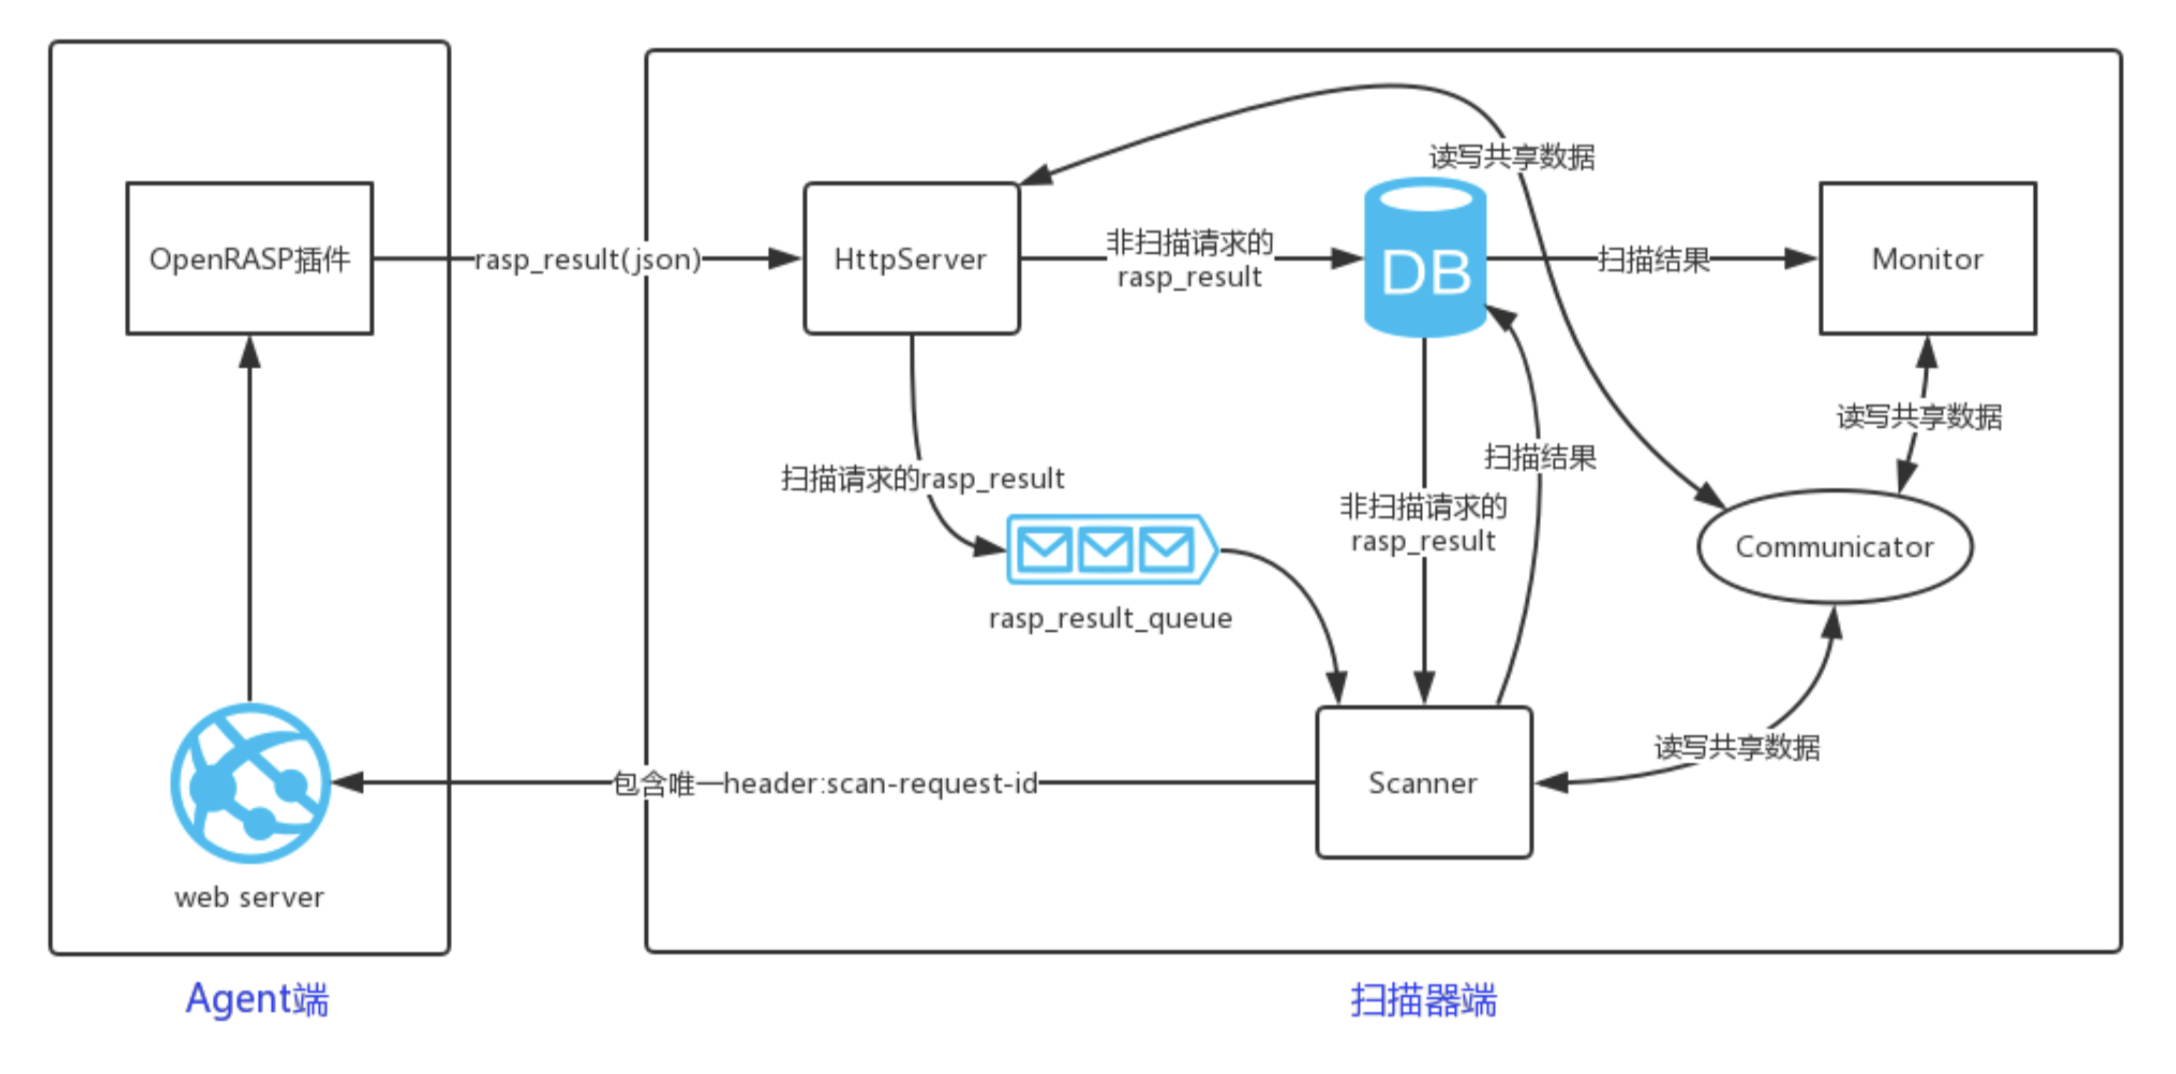 读写共享数据
OpenRASP插件
rasp_result(json)
HttpServer
非扫描请求的
rasp_result
DB
扫描结果
Monitor
读写共享数据
扫描请求的rasp_result
扫描结果
非扫描请求的
rasp_result
Communicator
rasp_result_queue
读写共享数据
包含唯一header:scan-request-id
Scanner
web server
Agent端
扫描器端